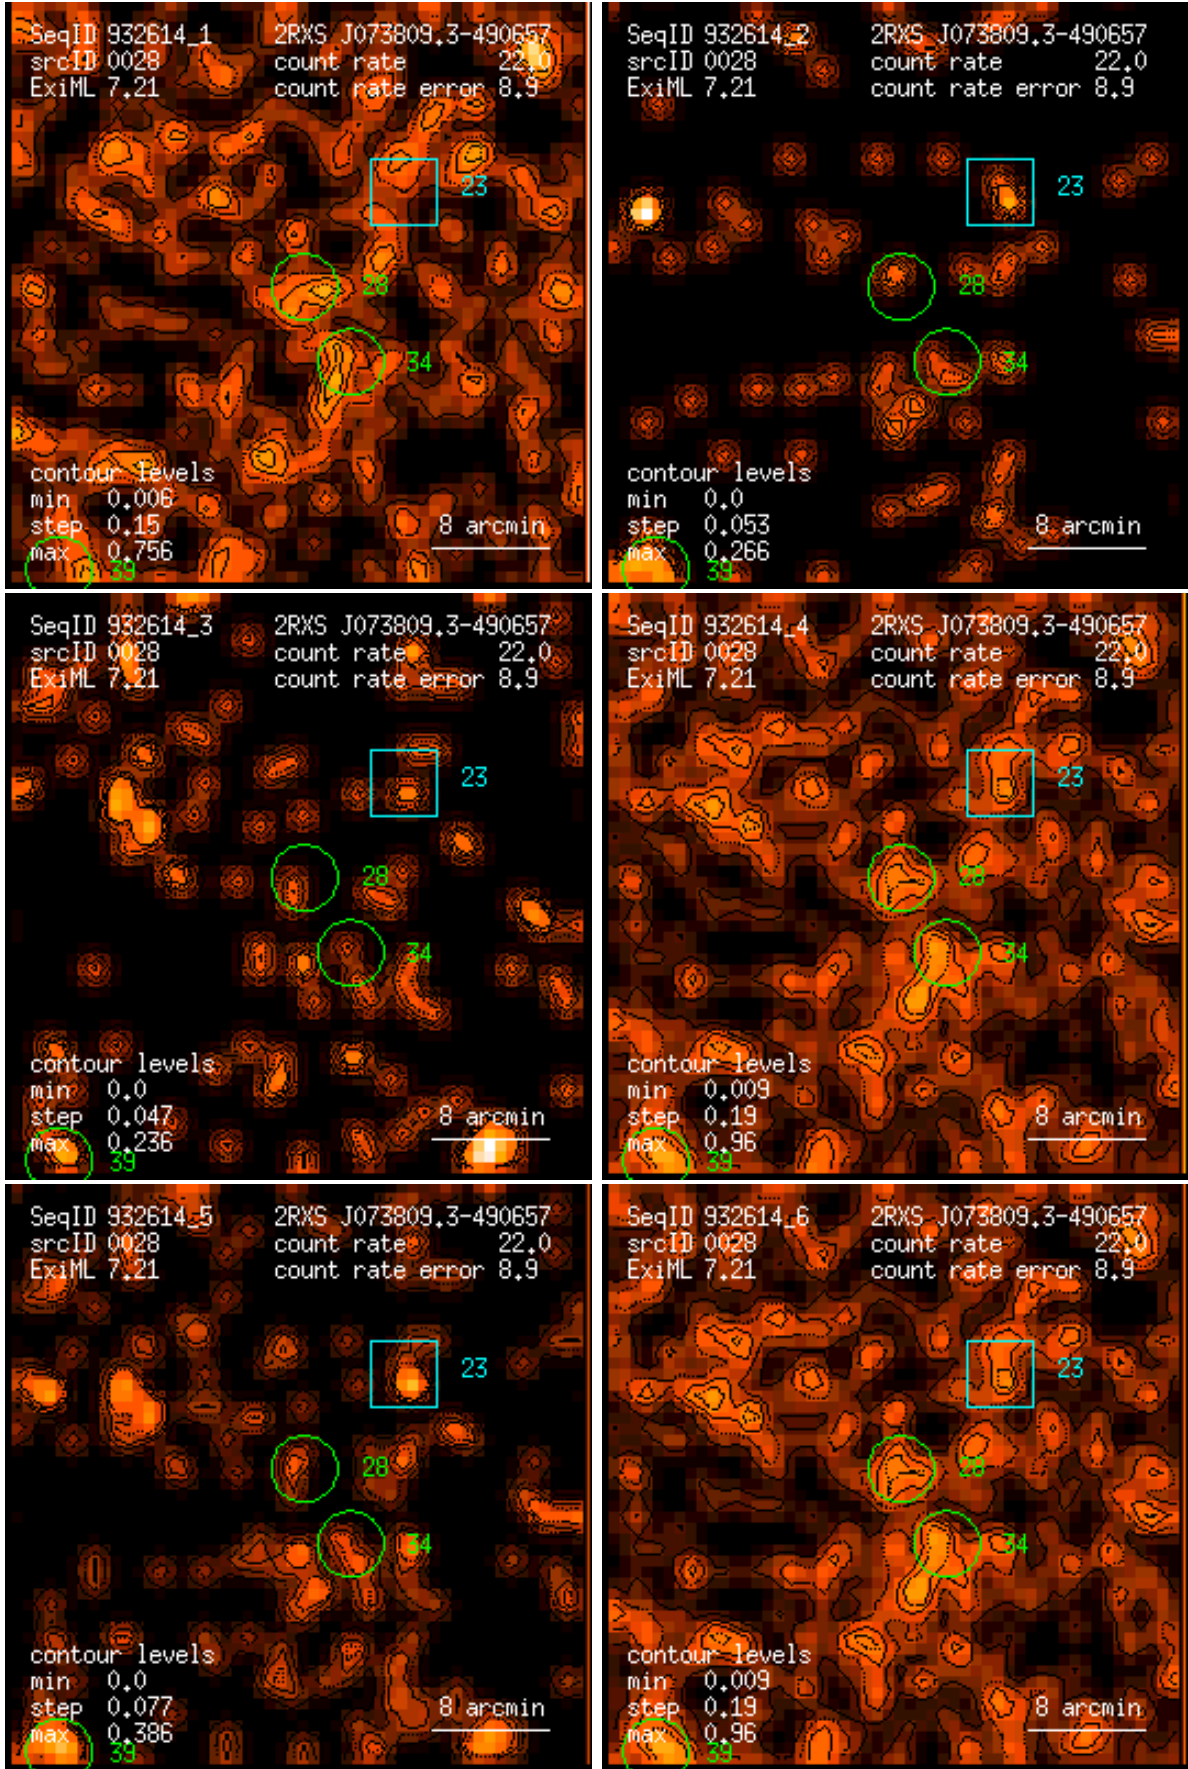 SeqID 932614_1 2RXS J073809.3-490657
srcID 0028 count rate 22.0
ExiML 7.21 count rate error 8.9
23
28
34
contour levels
min 0.006
step 0.15 8 arcmin
max 0.756
39
SeqID 932614_2 2RXS J073809.3-490657
srcID 0028 count rate 22.0
ExiML 7.21 count rate error 8.9
23
28
34
contour levels
min 0.0
step 0.053 8 arcmin
max 0.266
39
SeqID 932614_3 2RXS J073809.3-490657
srcID 0028 count rate 22.0
ExiML 7.21 count rate error 8.9
23
28
34
contour levels
min 0.0
step 0.047 8 arcmin
max 0.236
39
SeqID 932614_4 2RXS J073809.3-490657
srcID 0028 count rate 22.0
ExiML 7.21 count rate error 8.9
23
28
34
contour levels
min 0.009
step 0.19 8 arcmin
max 0.96
39
SeqID 932614_5 2RXS J073809.3-490657
srcID 0028 count rate 22.0
ExiML 7.21 count rate error 8.9
23
28
34
contour levels
min 0.0
step 0.077 8 arcmin
max 0.386
39
SeqID 932614_6 2RXS J073809.3-490657
srcID 0028 count rate 22.0
ExiML 7.21 count rate error 8.9
23
28
34
contour levels
min 0.009
step 0.19 8 arcmin
max 0.96
39